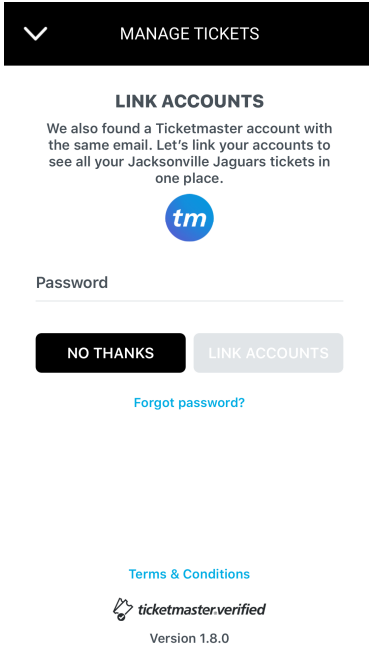 MANAGE TICKETS
LINK ACCOUNTS
We also found a Ticketmaster account with
the same email. Let’s link your accounts to
see all your Jacksonville Jaguars tickets in
one place.
tm
Password
NO THANKS
LINK ACCOUNTS
Forgot password?
Terms & Conditions
ticketmaster.verified
Version 1.8.0